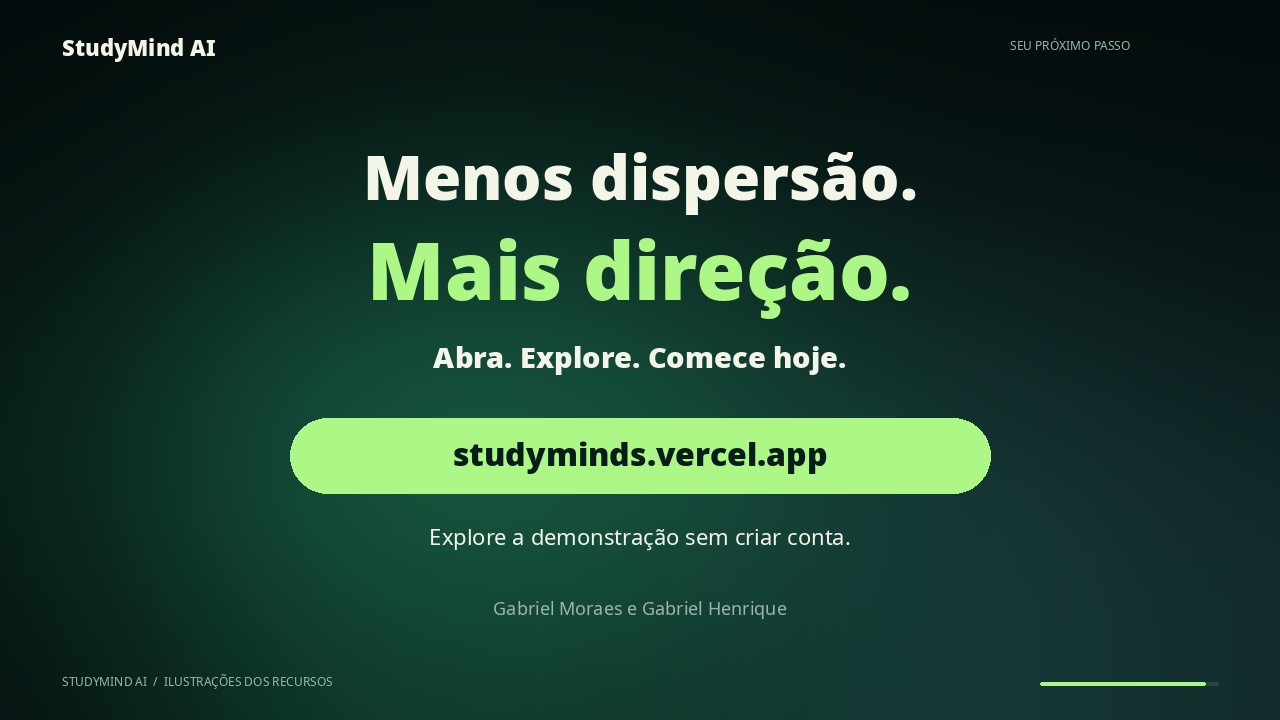 StudyMind AI
SEU PRÓXIMO PASSO
Menos dispersão.
Mais direção.
Abra. Explore. Comece hoje.
studyminds.vercel.app
Explore a demonstração sem criar conta.
Gabriel Moraes e Gabriel Henrique
STUDYMIND AI / ILUSTRAÇÕES DOS RECURSOS